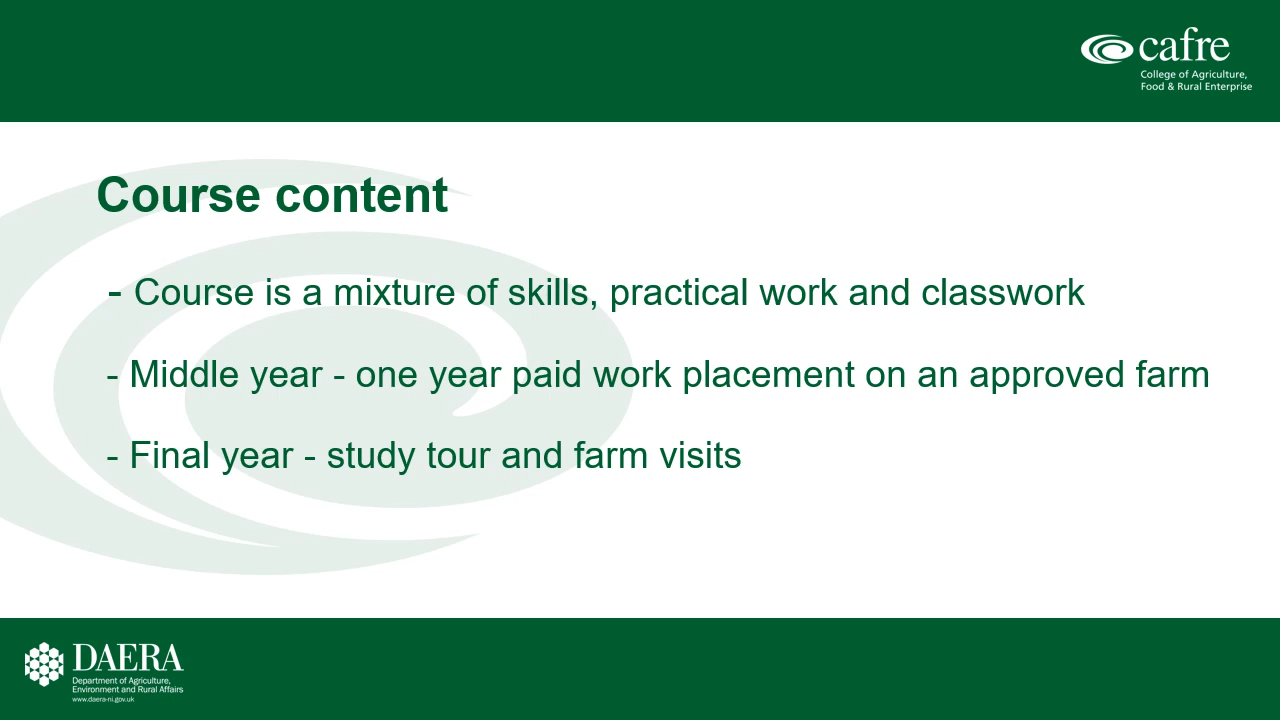 cafre
College of Agriculture,
Food & Rural Enterprise
Course content
- Course is a mixture of skills, practical work and classwork
- Middle year - one year paid work placement on an approved farm
- Final year - study tour and farm visits
DAERA
Department of Agriculture,
Environment and Rural Affairs
www.daera-ni.gov.uk